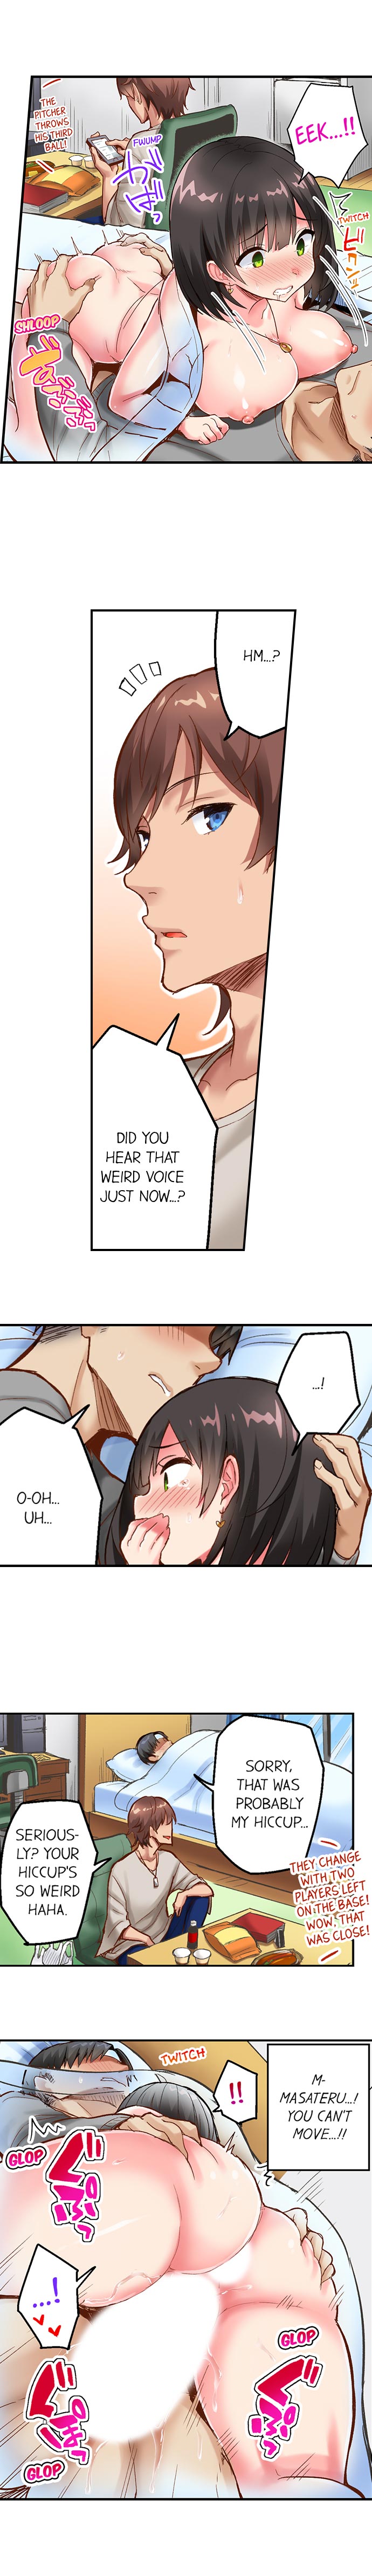 THE
PITCHER
THROWS
HIS THIRD
BALL!
FWUMP
EEK...!!
TWITCH
SHLOOP
HM...?
DID YOU
HEAR THAT
WEIRD VOICE
JUST NOW...?
...!
O-OH...
UH...
SORRY,
THAT WAS
PROBABLY
MY HICCUP...
SERIOUS-
LY? YOUR
HICCUP'S
SO WEIRD
HAHA.
THEY CHANGE
WITH TWO
PLAYERS LEFT
ON THE BASE!
WOW, THAT
WAS CLOSE!
TWITCH
!!
M-
MASATERU...!
YOU CAN'T
MOVE...!!
GLOP
...!
GLOP
GLOP